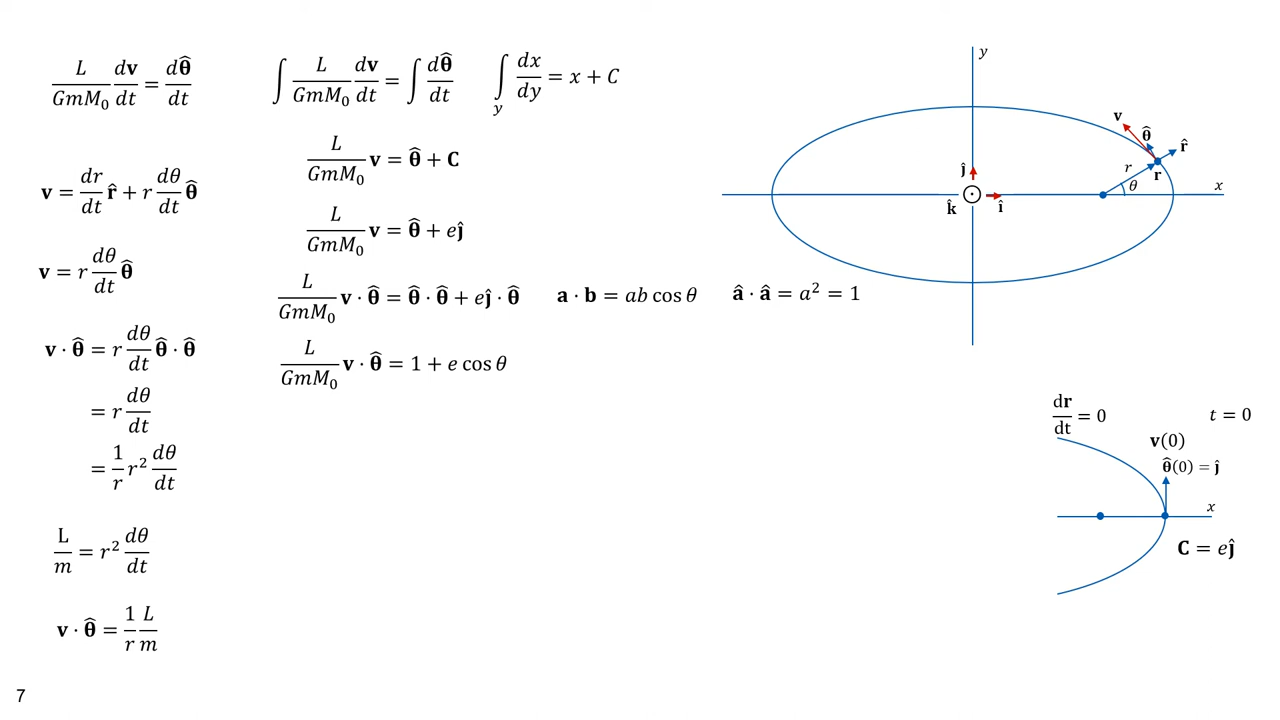 L/(GmM₀) d𝐯/dt = d𝛉̂/dt
𝐯 = dr/dt 𝐫̂ + r dθ/dt 𝛉̂
𝐯 = r dθ/dt 𝛉̂
𝐯 · 𝛉̂ = r dθ/dt 𝛉̂ · 𝛉̂
= r dθ/dt
= 1/r r² dθ/dt
L/m = r² dθ/dt
𝐯 · 𝛉̂ = 1/r L/m
∫ L/(GmM₀) d𝐯/dt = ∫ d𝛉̂/dt
∫_y dx/dy = x + C
L/(GmM₀) 𝐯 = 𝛉̂ + 𝐂
L/(GmM₀) 𝐯 = 𝛉̂ + e𝐣̂
L/(GmM₀) 𝐯 · 𝛉̂ = 𝛉̂ · 𝛉̂ + e𝐣̂ · 𝛉̂
𝐚 · 𝐛 = ab cos θ
𝐚̂ · 𝐚̂ = a² = 1
L/(GmM₀) 𝐯 · 𝛉̂ = 1 + e cos θ
y
𝐯
𝛉̂
𝐫̂
r
𝐫
θ
x
𝐣̂
𝐤̂
𝐢̂
d𝐫/dt = 0
t = 0
𝐯(0)
𝛉̂(0) = 𝐣̂
x
𝐂 = e𝐣̂
7